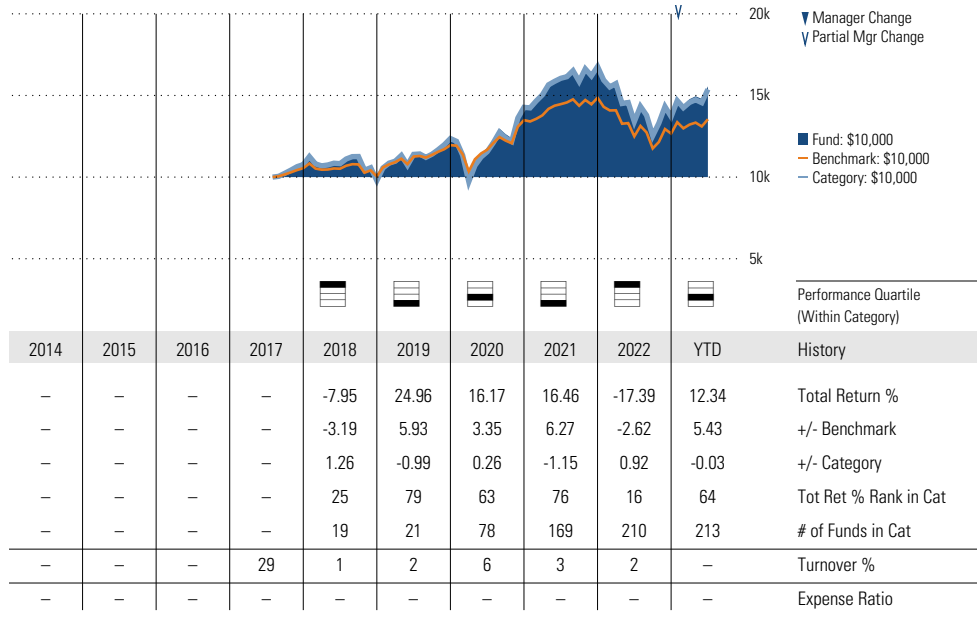 20k
▼ Manager Change
∨ Partial Mgr Change
15k
Fund: $10,000
Benchmark: $10,000
Category: $10,000
10k
5k
Performance Quartile
(Within Category)
2014 2015 2016 2017 2018 2019 2020 2021 2022 YTD History
– – – – -7.95 24.96 16.17 16.46 -17.39 12.34 Total Return %
– – – – -3.19 5.93 3.35 6.27 -2.62 5.43 +/- Benchmark
– – – – 1.26 -0.99 0.26 -1.15 0.92 -0.03 +/- Category
– – – – 25 79 63 76 16 64 Tot Ret % Rank in Cat
– – – – 19 21 78 169 210 213 # of Funds in Cat
– – – 29 1 2 6 3 2 – Turnover %
– – – – – – – – – – Expense Ratio